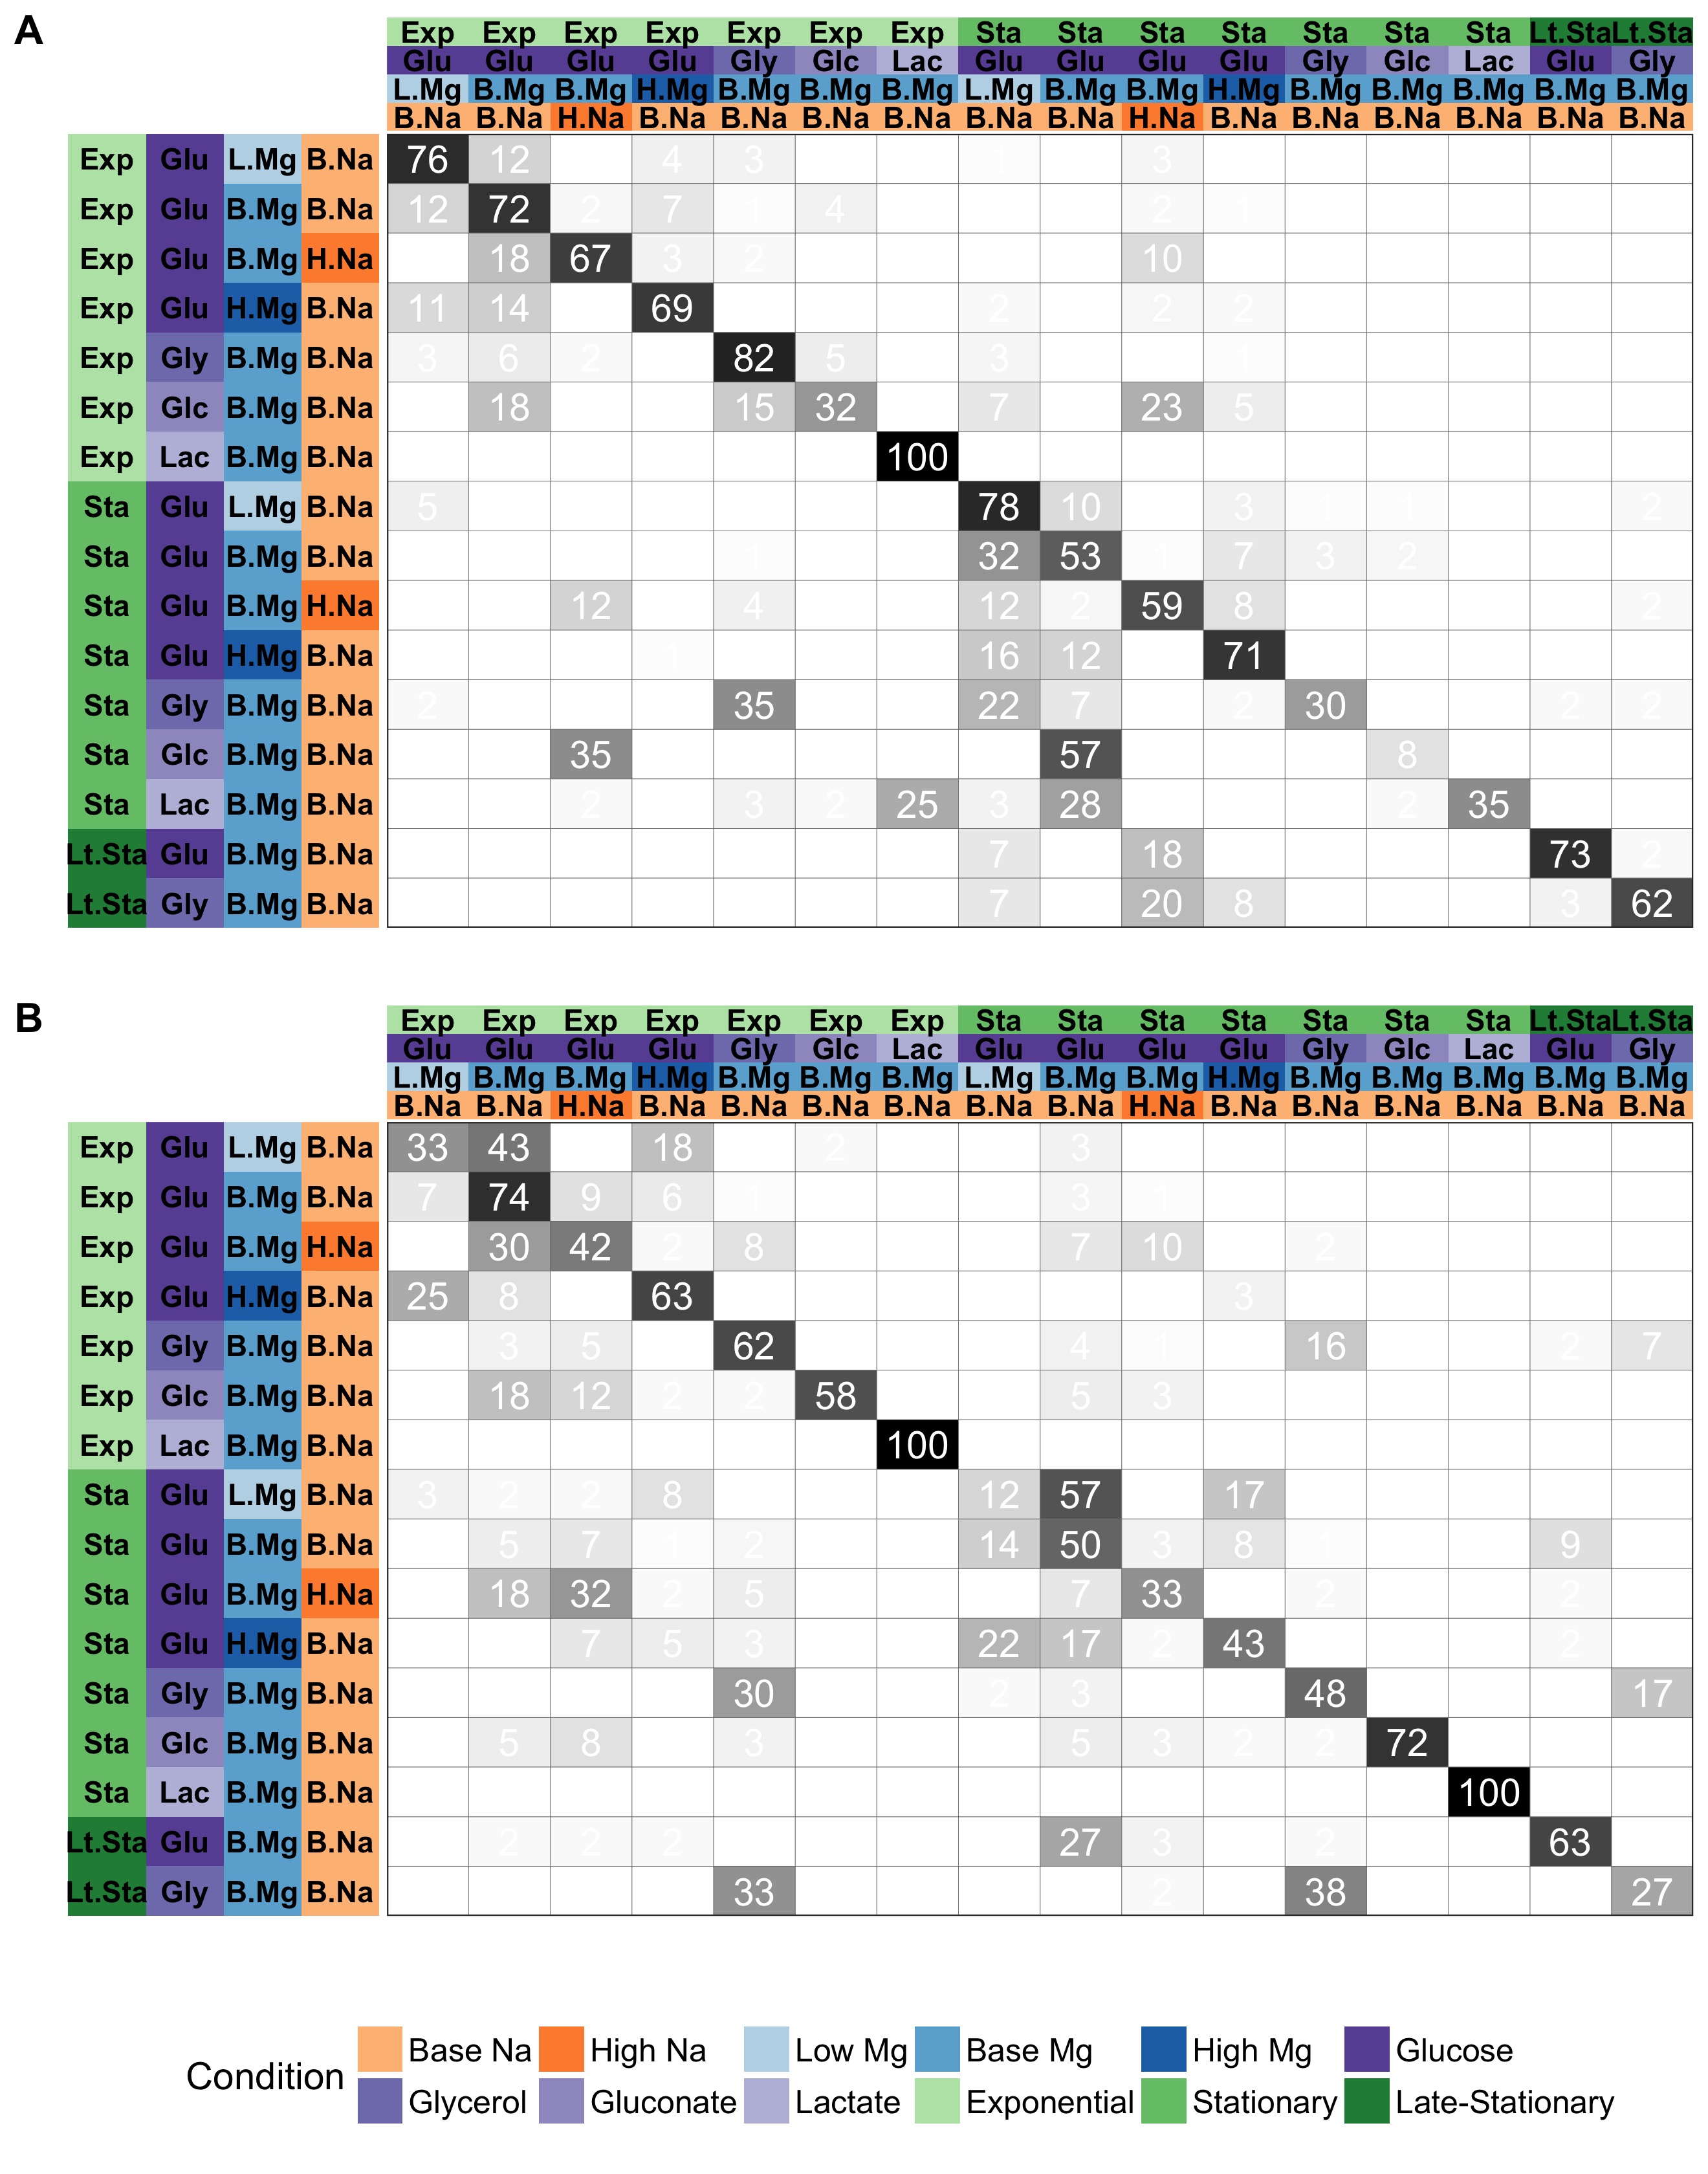 A
Exp Exp Exp Exp Exp Exp Exp Sta Sta Sta Sta Sta Sta Sta Lt.Sta Lt.Sta
Glu Glu Glu Glu Gly Glc Lac Glu Glu Glu Glu Gly Glc Lac Glu Gly
L.Mg B.Mg B.Mg H.Mg B.Mg B.Mg B.Mg L.Mg B.Mg B.Mg H.Mg B.Mg B.Mg B.Mg B.Mg B.Mg
B.Na B.Na H.Na B.Na B.Na B.Na B.Na B.Na B.Na H.Na B.Na B.Na B.Na B.Na B.Na B.Na
Exp Glu L.Mg B.Na 76 12 4 3 1 3
Exp Glu B.Mg B.Na 12 72 2 7 1 4 2 1
Exp Glu B.Mg H.Na 18 67 3 2 10
Exp Glu H.Mg B.Na 11 14 69 2 2 2
Exp Gly B.Mg B.Na 3 6 2 82 5 3 1
Exp Glc B.Mg B.Na 18 15 32 7 23 5
Exp Lac B.Mg B.Na 100
Sta Glu L.Mg B.Na 5 78 10 3 1 1 2
Sta Glu B.Mg B.Na 1 32 53 1 7 3 2
Sta Glu B.Mg H.Na 12 4 12 2 59 8 2
Sta Glu H.Mg B.Na 1 16 12 71
Sta Gly B.Mg B.Na 2 35 22 7 2 30 2 2
Sta Glc B.Mg B.Na 35 57 8
Sta Lac B.Mg B.Na 2 3 2 25 3 28 2 35
Lt.Sta Glu B.Mg B.Na 7 18 73 2
Lt.Sta Gly B.Mg B.Na 7 20 8 3 62
B
Exp Exp Exp Exp Exp Exp Exp Sta Sta Sta Sta Sta Sta Sta Lt.Sta Lt.Sta
Glu Glu Glu Glu Gly Glc Lac Glu Glu Glu Glu Gly Glc Lac Glu Gly
L.Mg B.Mg B.Mg H.Mg B.Mg B.Mg B.Mg L.Mg B.Mg B.Mg H.Mg B.Mg B.Mg B.Mg B.Mg B.Mg
B.Na B.Na H.Na B.Na B.Na B.Na B.Na B.Na B.Na H.Na B.Na B.Na B.Na B.Na B.Na B.Na
Exp Glu L.Mg B.Na 33 43 18 2 3
Exp Glu B.Mg B.Na 7 74 9 6 1 3 1
Exp Glu B.Mg H.Na 30 42 2 8 7 10 2
Exp Glu H.Mg B.Na 25 8 63 3
Exp Gly B.Mg B.Na 3 5 62 4 1 16 2 7
Exp Glc B.Mg B.Na 18 12 2 2 58 5 3
Exp Lac B.Mg B.Na 100
Sta Glu L.Mg B.Na 3 2 2 8 12 57 17
Sta Glu B.Mg B.Na 5 7 1 2 14 50 3 8 1 9
Sta Glu B.Mg H.Na 18 32 2 5 7 33 2 2
Sta Glu H.Mg B.Na 7 5 3 22 17 2 43 2
Sta Gly B.Mg B.Na 30 2 3 48 17
Sta Glc B.Mg B.Na 5 8 3 5 3 2 2 72
Sta Lac B.Mg B.Na 100
Lt.Sta Glu B.Mg B.Na 2 2 2 27 3 2 63
Lt.Sta Gly B.Mg B.Na 33 2 38 27
Condition
Base Na High Na Low Mg Base Mg High Mg Glucose
Glycerol Gluconate Lactate Exponential Stationary Late-Stationary